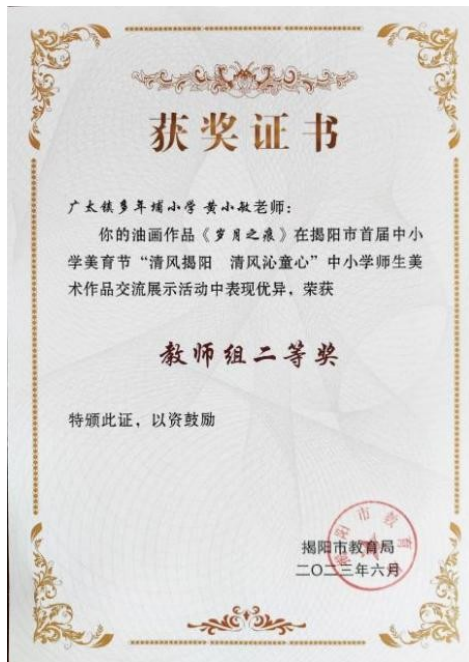 获奖证书
广太镇多年埔小学 黄小敏老师:
你的油画作品《岁月之痕》在揭阳市首届中小
学美育节“清风揭阳 清风沁童心”中小学师生美
术作品交流展示活动中表现优异，荣获
教师组二等奖
特颁此证，以资鼓励
揭阳市教育局
二〇二三年六月